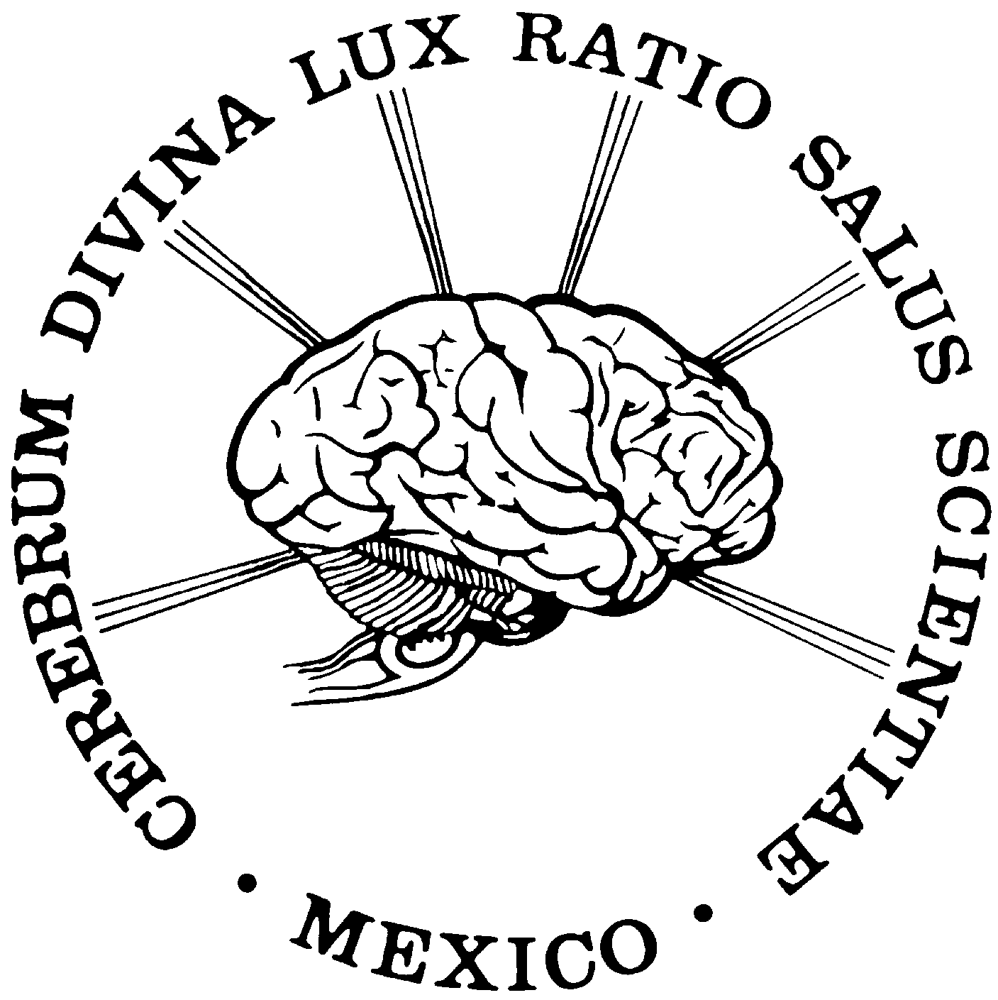 CEREBRUM DIVINA LUX RATIO SALUS SCIENTIAE
• MEXICO •